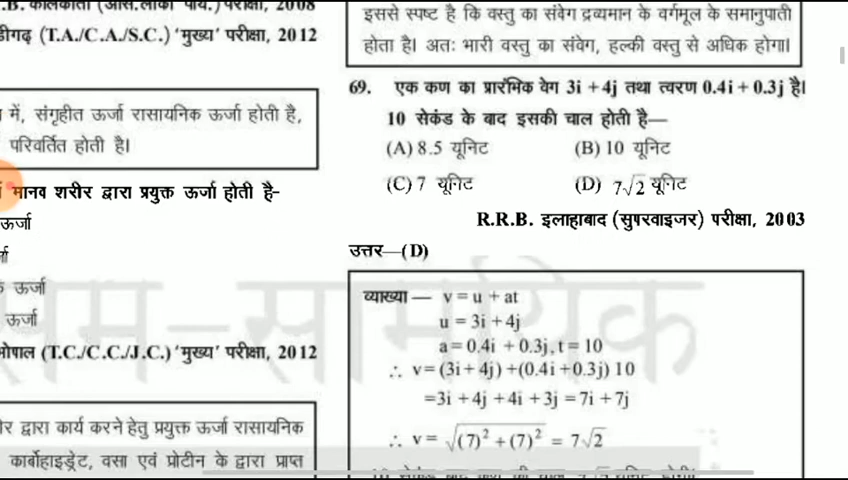 .B. कोलकाता (आस.लोको पाय.) परीक्षा, 2008
डीगढ़ (T.A./C.A./S.C.) ‘मुख्य’ परीक्षा, 2012
में, संगृहीत ऊर्जा रासायनिक ऊर्जा होती है,
परिवर्तित होती है।
मानव शरीर द्वारा प्रयुक्त ऊर्जा होती है-
ऊर्जा
ऊर्जा
ऊर्जा
भोपाल (T.C./C.C./J.C.) ‘मुख्य’ परीक्षा, 2012
र द्वारा कार्य करने हेतु प्रयुक्त ऊर्जा रासायनिक
कार्बोहाइड्रेट, वसा एवं प्रोटीन के द्वारा प्राप्त
इससे स्पष्ट है कि वस्तु का संवेग द्रव्यमान के वर्गमूल के समानुपाती
होता है। अतः भारी वस्तु का संवेग, हल्की वस्तु से अधिक होगा।
69. एक कण का प्रारंभिक वेग 3i + 4j तथा त्वरण 0.4i + 0.3j है।
10 सेकंड के बाद इसकी चाल होती है—
(A) 8.5 यूनिट (B) 10 यूनिट
(C) 7 यूनिट (D) 7√2 यूनिट
R.R.B. इलाहाबाद (सुपरवाइजर) परीक्षा, 2003
उत्तर—(D)
व्याख्या — v = u + at
u = 3i + 4j
a = 0.4i + 0.3j, t = 10
∴ v = (3i + 4j) + (0.4i + 0.3j) 10
=3i + 4j + 4i + 3j = 7i + 7j
∴ v = √(7)² + (7)² = 7√2
सम-सामयिक